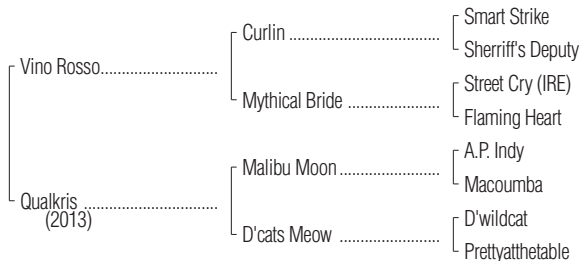 Smart Strike
Curlin ........................................
Sherriff's Deputy
Vino Rosso...............................
Street Cry (IRE)
Mythical Bride ........................
Flaming Heart
A.P. Indy
Malibu Moon ..........................
Macoumba
Qualkris ...................................
(2013)
D'wildcat
D'cats Meow ..........................
Prettyatthetable